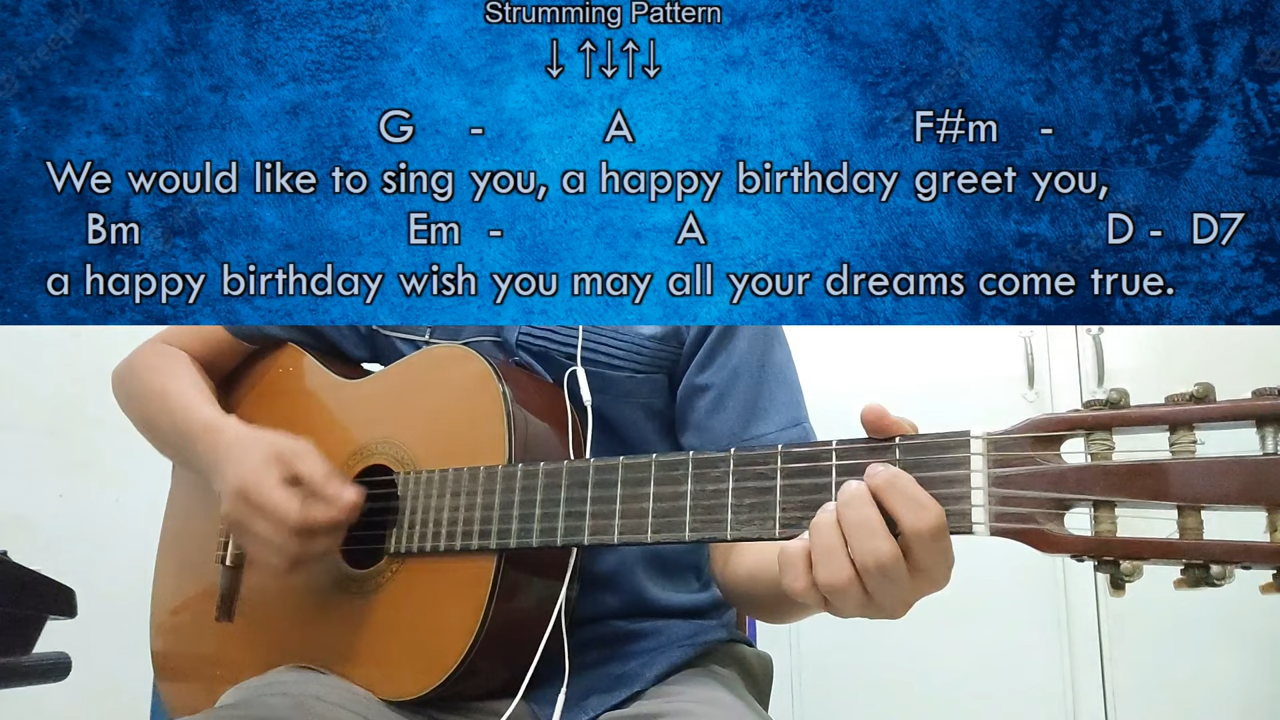 Strumming Pattern
↓ ↑↓↑↓
G - A F#m -
We would like to sing you, a happy birthday greet you,
Bm Em - A D - D7
a happy birthday wish you may all your dreams come true.